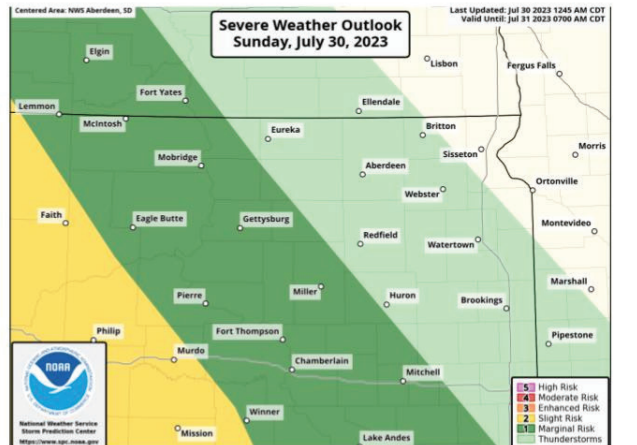 Centered Area: NWS Aberdeen, SD
Severe Weather Outlook
Sunday, July 30, 2023
Last Updated: Jul 30 2023 1245 AM CDT
Valid Until: Jul 31 2023 0700 AM CDT
Elgin
Lisbon
Fergus Falls
Fort Yates
Lemmon
Ellendale
McIntosh
Eureka
Britton
Sisseton
Morris
Mobridge
Aberdeen
Webster
Ortonville
Faith
Eagle Butte
Gettysburg
Redfield
Watertown
Montevideo
Marshall
Pierre
Miller
Huron
Brookings
Philip
Fort Thompson
Pipestone
Murdo
Chamberlain
Mitchell
Winner
Mission
Lake Andes
NOAA
National Weather Service
Storm Prediction Center
https://www.spc.noaa.gov
5 High Risk
4 Moderate Risk
3 Enhanced Risk
2 Slight Risk
1 Marginal Risk
Thunderstorms